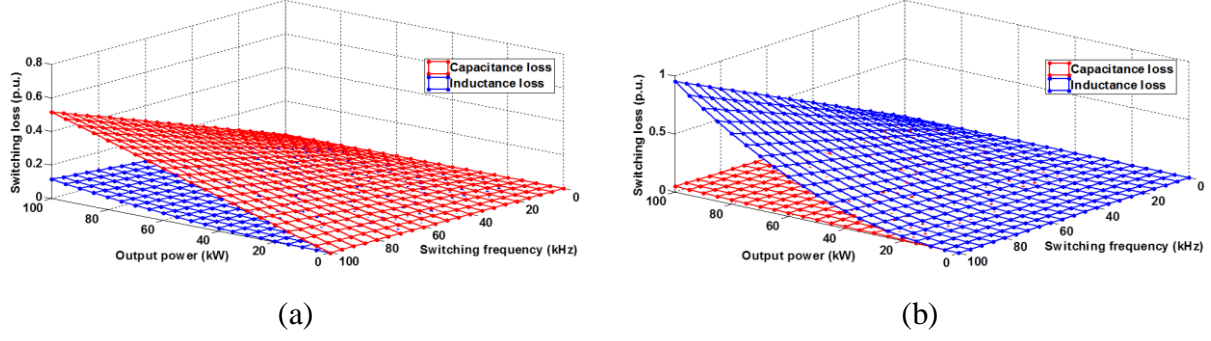 Capacitance loss
Inductance loss
Switching loss (p.u.)
0.8
0.6
0.4
0.2
0
100
80
60
40
20
0
Output power (kW)
100
80
60
40
20
0
Switching frequency (kHz)
(a)
Capacitance loss
Inductance loss
Switching loss (p.u.)
1
0.5
0
100
80
60
40
20
0
Output power (kW)
100
80
60
40
20
0
Switching frequency (kHz)
(b)